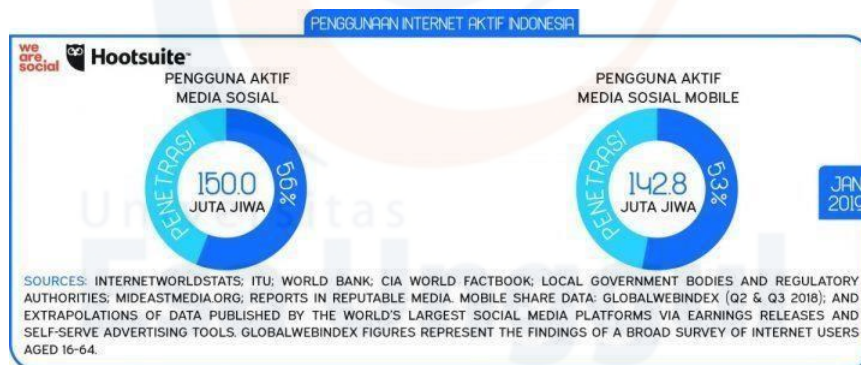 PENGGUNAAN INTERNET AKTIF INDONESIA
we
are
social
Hootsuite™
PENGGUNA AKTIF
MEDIA SOSIAL
PENETRASI
56%
150.0
JUTA JIWA
PENGGUNA AKTIF
MEDIA SOSIAL MOBILE
PENETRASI
53%
142.8
JUTA JIWA
JAN
2019
Universitas
SOURCES: INTERNETWORLDSTATS; ITU; WORLD BANK; CIA WORLD FACTBOOK; LOCAL GOVERNMENT BODIES AND REGULATORY
AUTHORITIES; MIDEASTMEDIA.ORG; REPORTS IN REPUTABLE MEDIA. MOBILE SHARE DATA: GLOBALWEBINDEX (Q2 & Q3 2018); AND
EXTRAPOLATIONS OF DATA PUBLISHED BY THE WORLD'S LARGEST SOCIAL MEDIA PLATFORMS VIA EARNINGS RELEASES AND
SELF-SERVE ADVERTISING TOOLS. GLOBALWEBINDEX FIGURES REPRESENT THE FINDINGS OF A BROAD SURVEY OF INTERNET USERS
AGED 16-64.